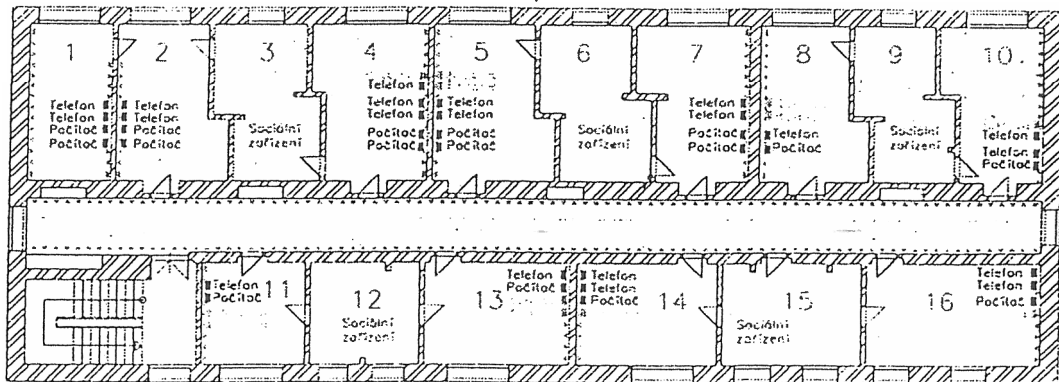 1
Telefon
Telefon
Počítač
Počítač
2
Telefon
Telefon
Počítač
Počítač
3
Sociální
zařízení
4
Telefon
Telefon
Telefon
Počítač
Počítač
5
Telefon
Telefon
Počítač
Počítač
6
Sociální
zařízení
7
Telefon
Telefon
Počítač
Počítač
8
Telefon
Počítač
9
Sociální
zařízení
10
Telefon
Telefon
Počítač
Telefon
Počítač
11
12
Sociální
zařízení
13
Telefon
Počítač
Telefon
Telefon
Počítač
14
15
Sociální
zařízení
16
Telefon
Telefon
Počítač